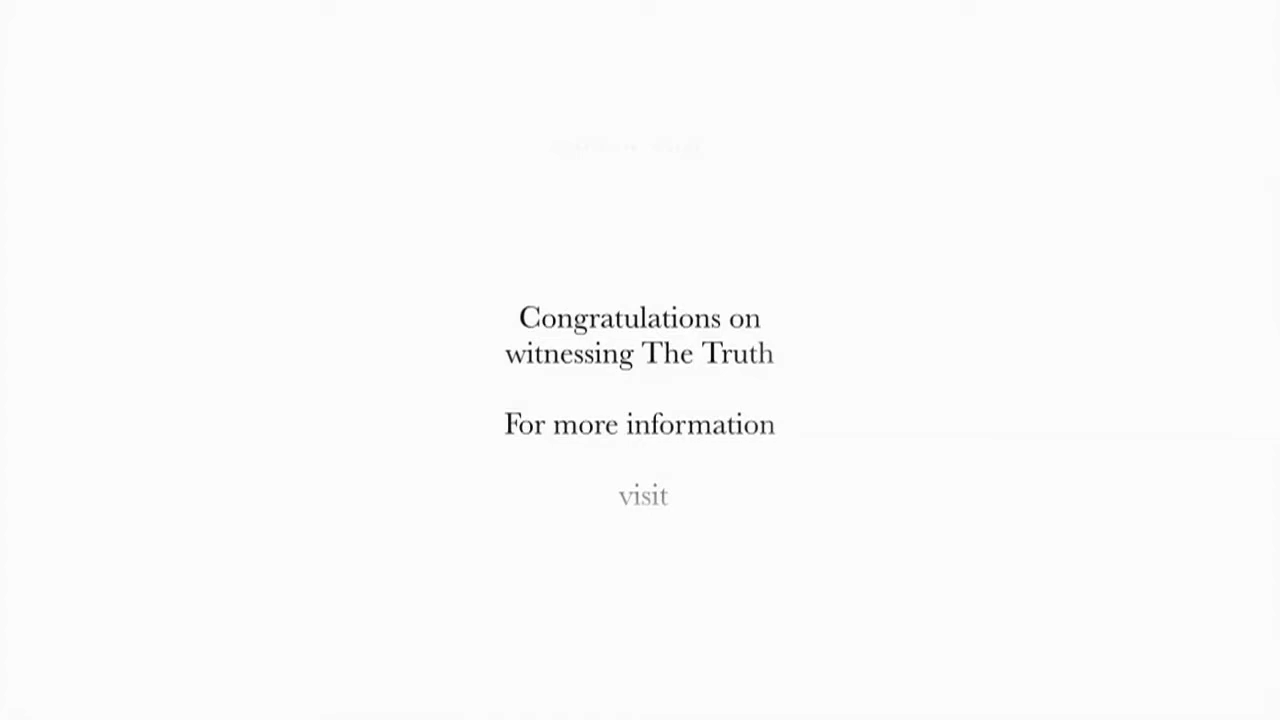 Congratulations on
witnessing The Truth
For more information
visit